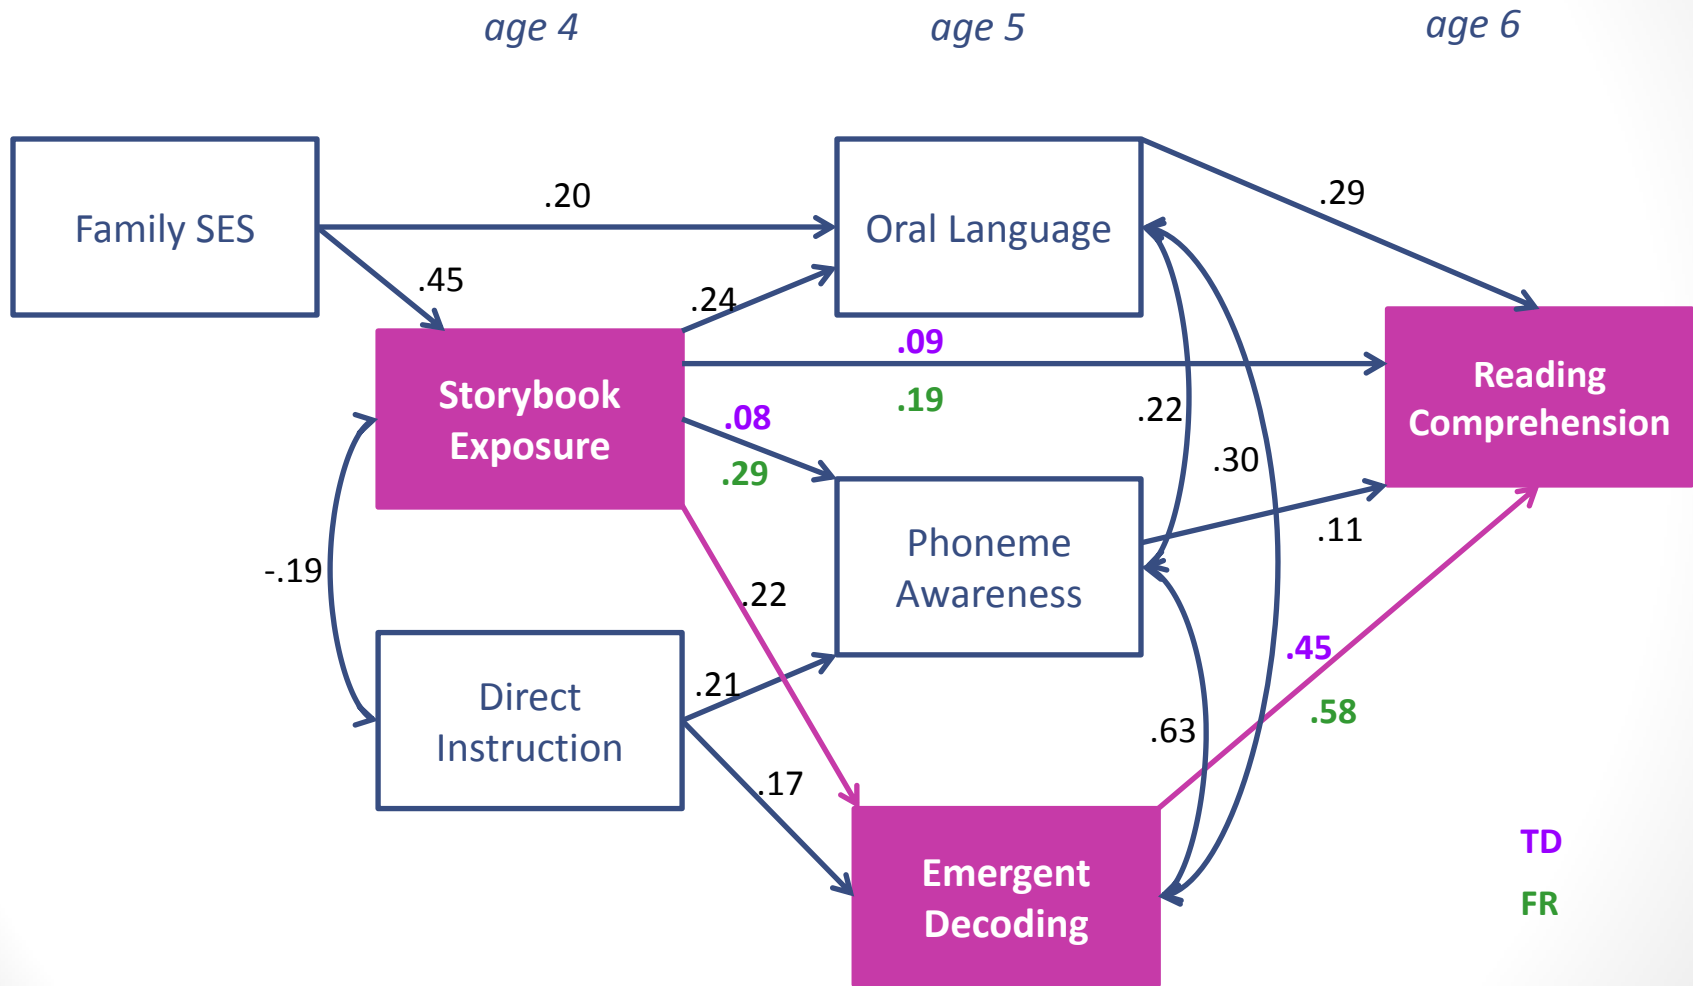 age 4
age 5
age 6
Family SES
.20
.45
Oral Language
.29
.24
.09
.19
Storybook
Exposure
.08
.29
.22
.30
Reading
Comprehension
-.19
.22
Phoneme
Awareness
.11
Direct
Instruction
.21
.17
.63
.45
.58
Emergent
Decoding
TD
FR